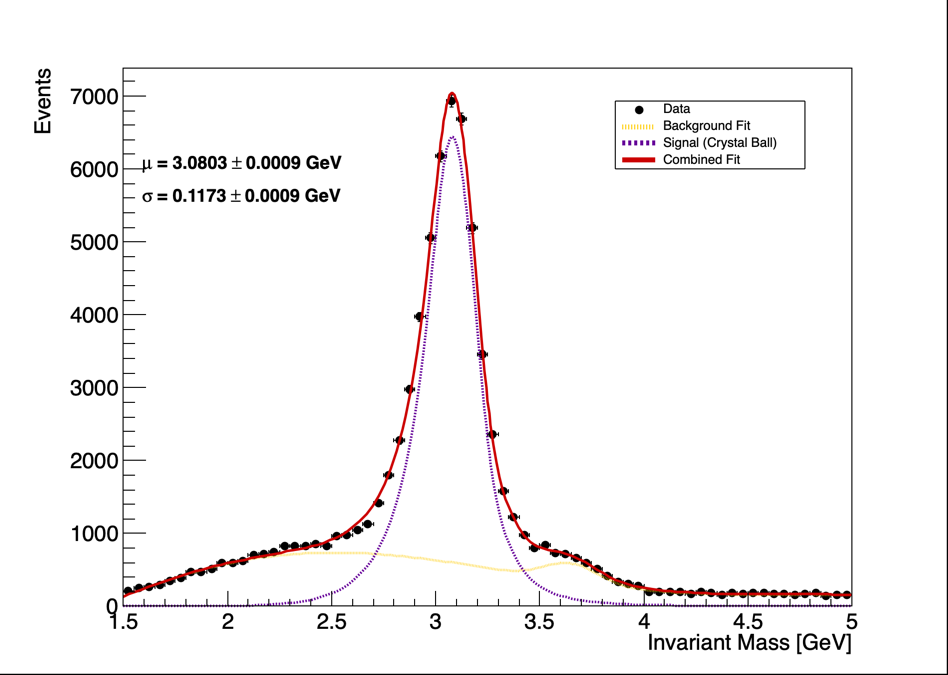 Events
7000
6000
5000
4000
3000
2000
1000
0
μ = 3.0803 ± 0.0009 GeV
σ = 0.1173 ± 0.0009 GeV
Data
Background Fit
Signal (Crystal Ball)
Combined Fit
1.5 2 2.5 3 3.5 4 4.5 5
Invariant Mass [GeV]